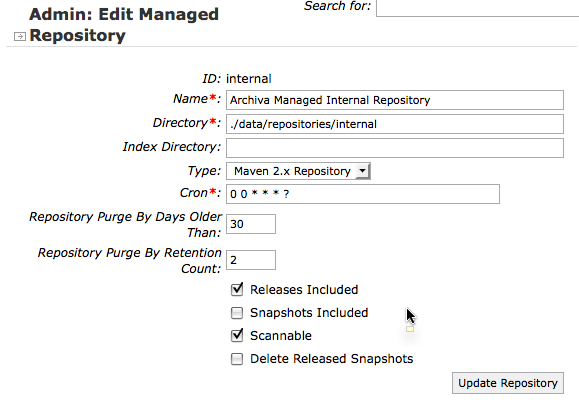 Search for:
Admin: Edit Managed
Repository
ID: internal
Name*: Archiva Managed Internal Repository
Directory*: ./data/repositories/internal
Index Directory:
Type: Maven 2.x Repository
Cron*: 0 0 * * * ?
Repository Purge By Days Older
Than: 30
Repository Purge By Retention
Count: 2
Releases Included
Snapshots Included
Scannable
Delete Released Snapshots
Update Repository